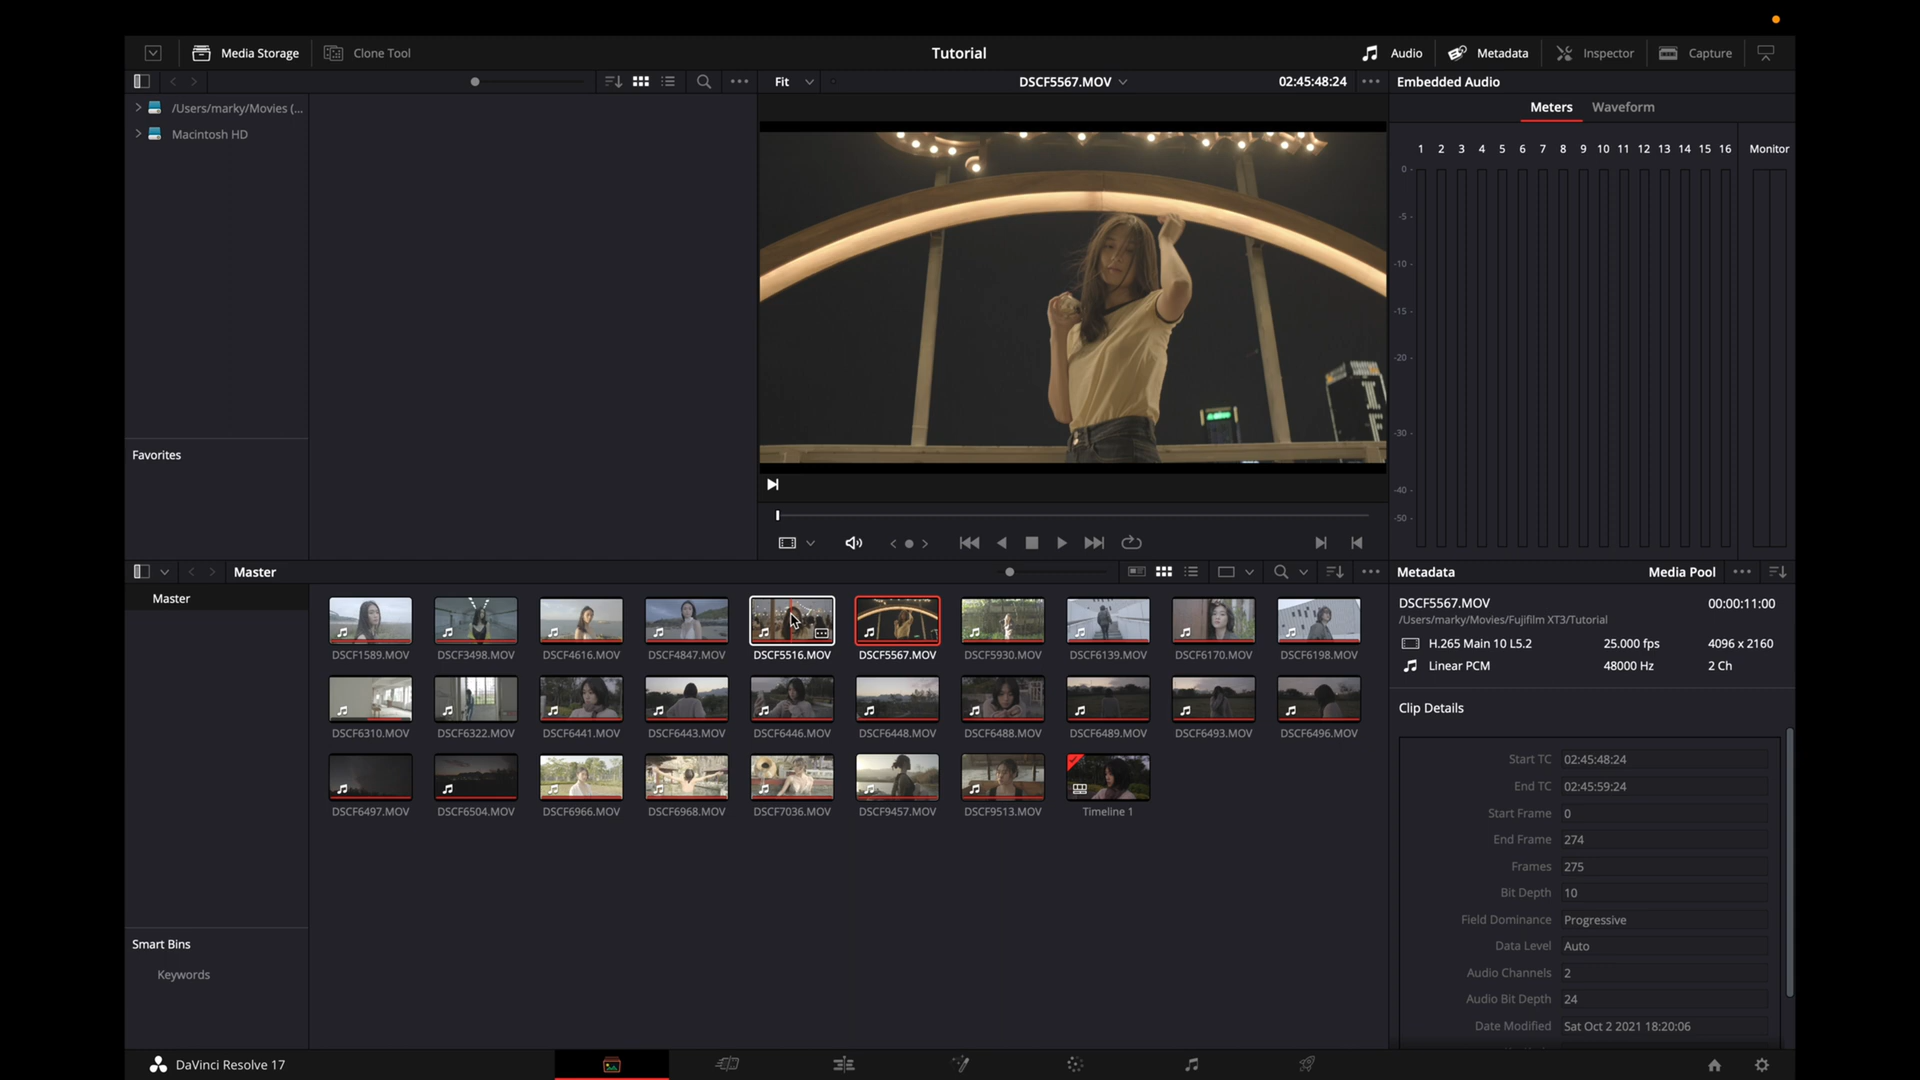 Media Storage
Clone Tool
Tutorial
Audio
Metadata
Inspector
Capture
Fit
DSCF5567.MOV
02:45:48:24
Embedded Audio
/Users/marky/Movies (...
Macintosh HD
Meters
Waveform
1 2 3 4 5 6 7 8 9 10 11 12 13 14 15 16 Monitor
0
-5
-10
-15
-20
-30
-40
-50
Favorites
Master
Metadata
Media Pool
Master
DSCF5567.MOV 00:00:11:00
/Users/marky/Movies/Fujifilm XT3/Tutorial
H.265 Main 10 L5.2 25.000 fps 4096 x 2160
Linear PCM 48000 Hz 2 Ch
DSCF1589.MOV DSCF3498.MOV DSCF4616.MOV DSCF4847.MOV DSCF5516.MOV DSCF5567.MOV DSCF5930.MOV DSCF6139.MOV DSCF6170.MOV DSCF6198.MOV
DSCF6310.MOV DSCF6322.MOV DSCF6441.MOV DSCF6443.MOV DSCF6446.MOV DSCF6448.MOV DSCF6488.MOV DSCF6489.MOV DSCF6493.MOV DSCF6496.MOV
DSCF6497.MOV DSCF6504.MOV DSCF6966.MOV DSCF6968.MOV DSCF7036.MOV DSCF9457.MOV DSCF9513.MOV Timeline 1
Clip Details
Start TC 02:45:48:24
End TC 02:45:59:24
Start Frame 0
End Frame 274
Frames 275
Bit Depth 10
Field Dominance Progressive
Data Level Auto
Audio Channels 2
Audio Bit Depth 24
Date Modified Sat Oct 2 2021 18:20:06
Smart Bins
Keywords
DaVinci Resolve 17